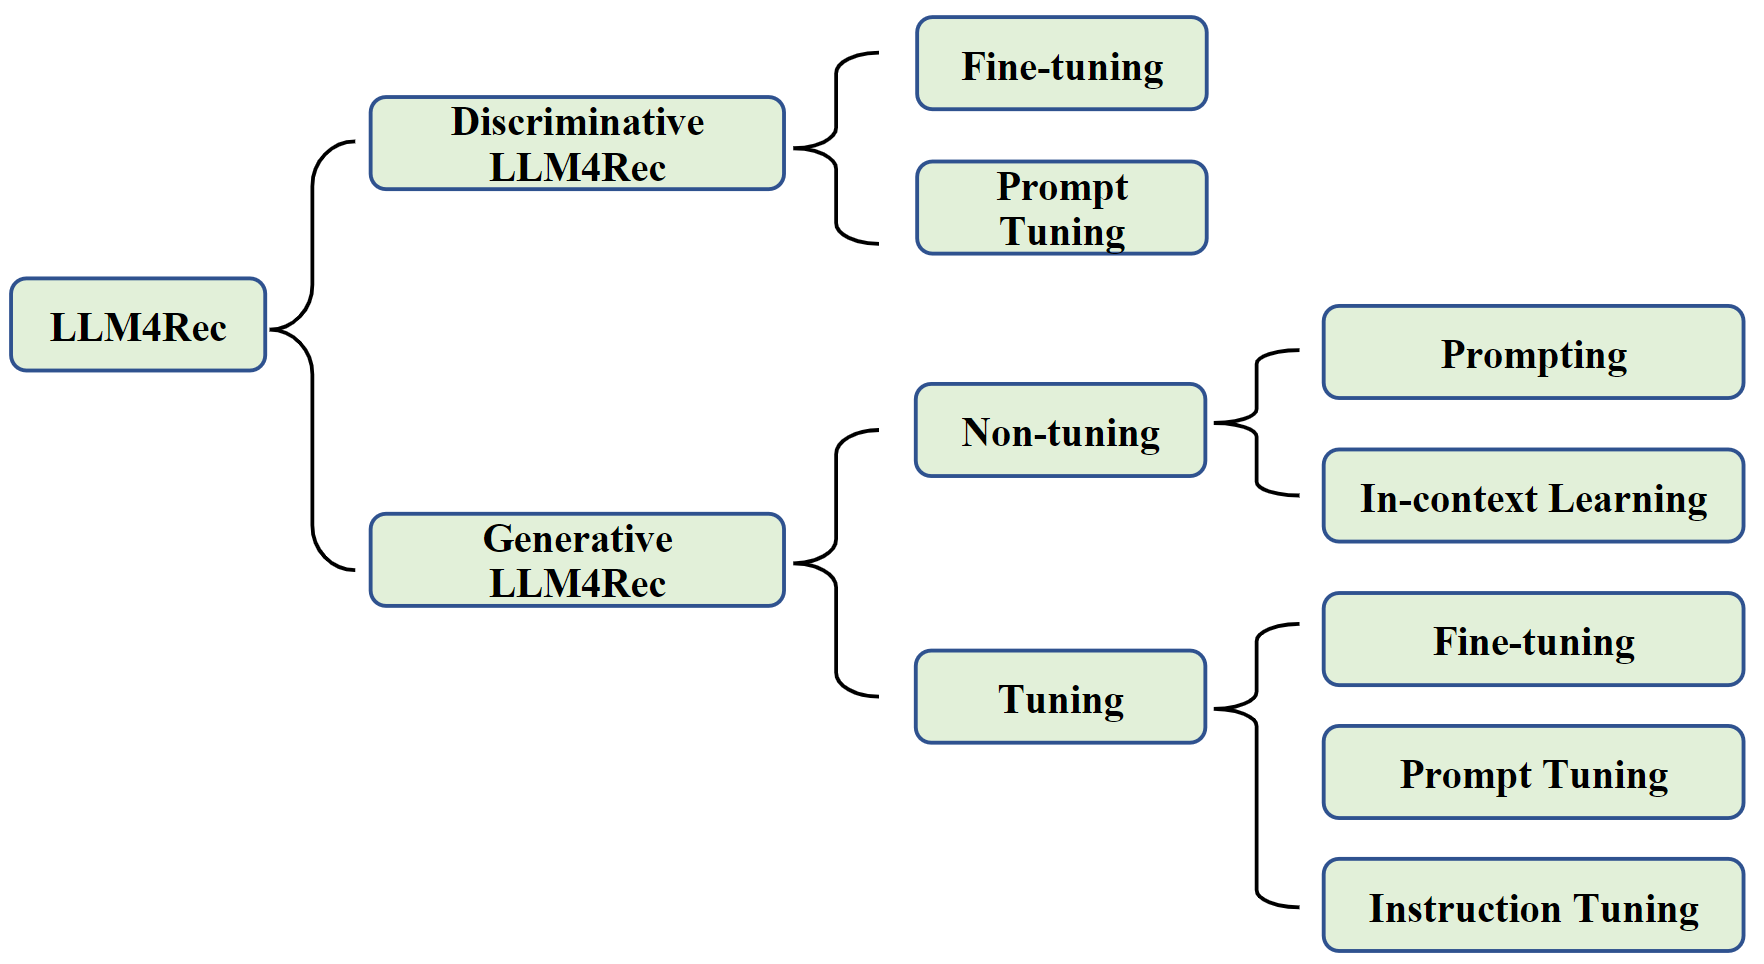 LLM4Rec
Discriminative
LLM4Rec
Fine-tuning
Prompt
Tuning
Generative
LLM4Rec
Non-tuning
Prompting
In-context Learning
Tuning
Fine-tuning
Prompt Tuning
Instruction Tuning